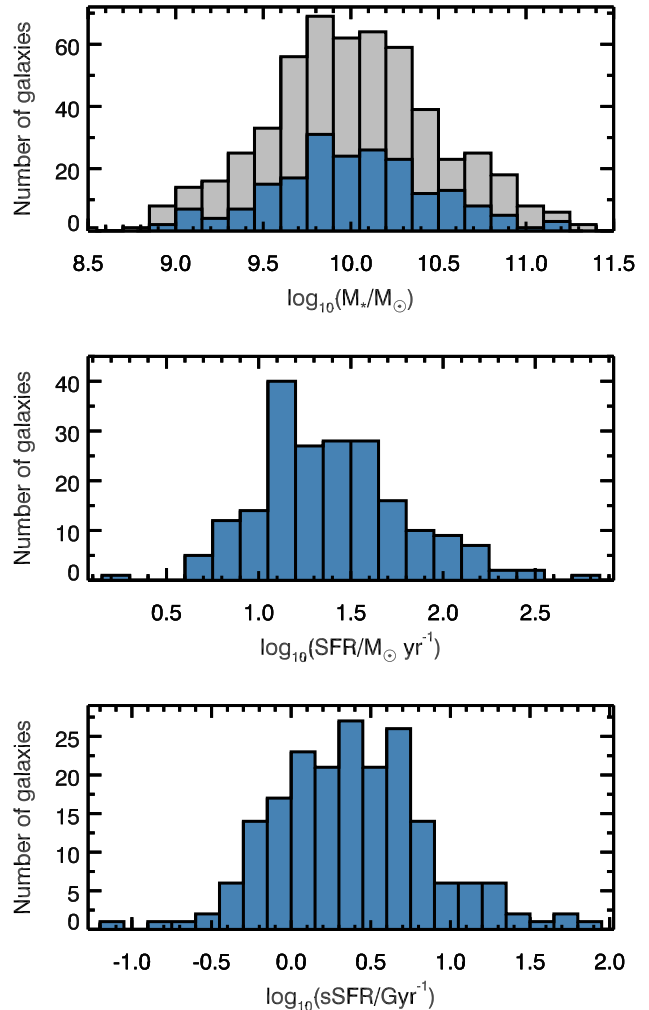 Number of galaxies
60
40
20
0
8.5 9.0 9.5 10.0 10.5 11.0 11.5
log₁₀(M*/M☉)
Number of galaxies
40
30
20
10
0
0.5 1.0 1.5 2.0 2.5
log₁₀(SFR/M☉ yr⁻¹)
Number of galaxies
25
20
15
10
5
0
-1.0 -0.5 0.0 0.5 1.0 1.5 2.0
log₁₀(sSFR/Gyr⁻¹)